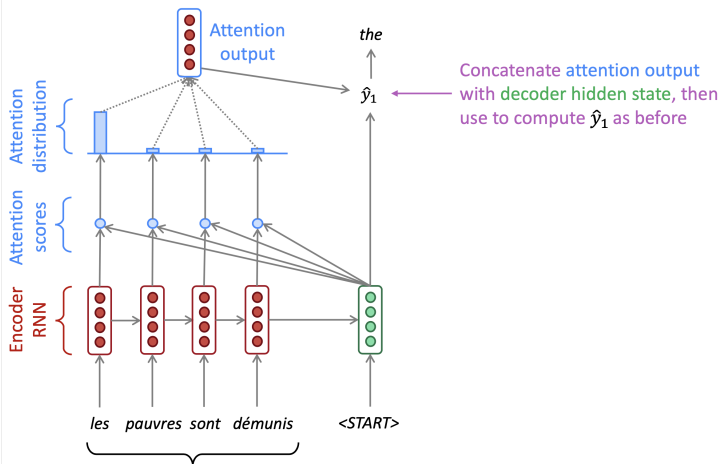 Attention
output
the
ŷ₁
Concatenate attention output
with decoder hidden state, then
use to compute ŷ₁ as before
Attention
distribution
Attention
scores
Encoder
RNN
les pauvres sont démunis <START>